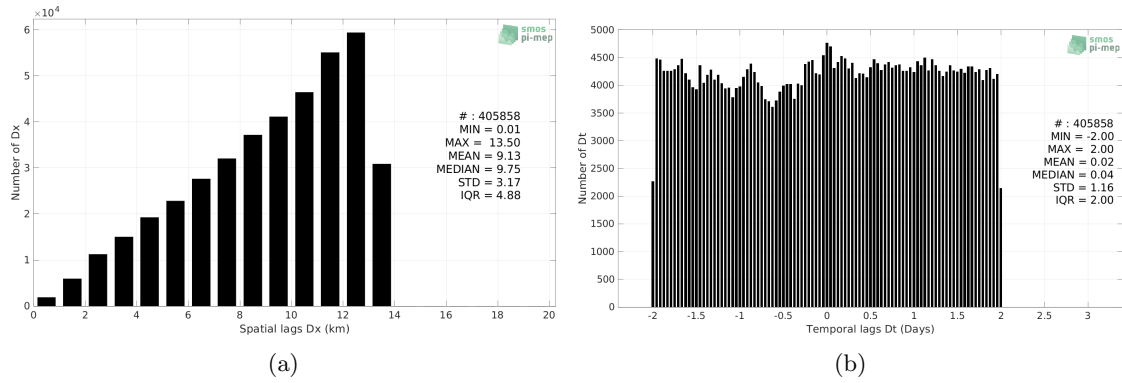 6 ×10⁴
5
4
3
2
1
0
Number of Dx
0 2 4 6 8 10 12 14 16 18 20
Spatial lags Dx (km)
smos
pi-mep
# : 405858
MIN = 0.01
MAX = 13.50
MEAN = 9.13
MEDIAN = 9.75
STD = 3.17
IQR = 4.88
(a)
5000
4500
4000
3500
3000
2500
2000
1500
1000
500
0
Number of Dt
-2 -1.5 -1 -0.5 0 0.5 1 1.5 2 2.5 3
Temporal lags Dt (Days)
smos
pi-mep
# : 405858
MIN = -2.00
MAX = 2.00
MEAN = 0.02
MEDIAN = 0.04
STD = 1.16
IQR = 2.00
(b)